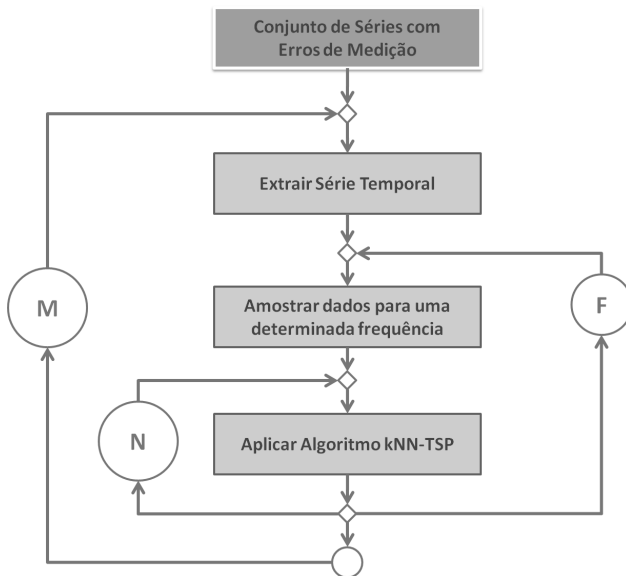 Conjunto de Séries com
Erros de Medição
Extrair Série Temporal
M
Amostrar dados para uma
determinada frequência
F
N
Aplicar Algoritmo kNN-TSP